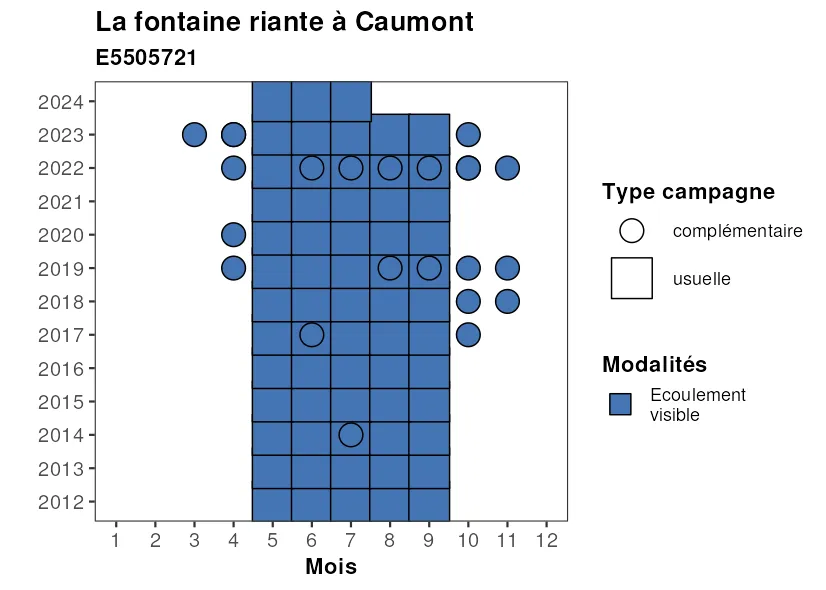 La fontaine riante à Caumont
E5505721
2024
2023
2022
2021
2020
2019
2018
2017
2016
2015
2014
2013
2012
1 2 3 4 5 6 7 8 9 10 11 12
Mois
Type campagne
complémentaire
usuelle
Modalités
Ecoulement
visible